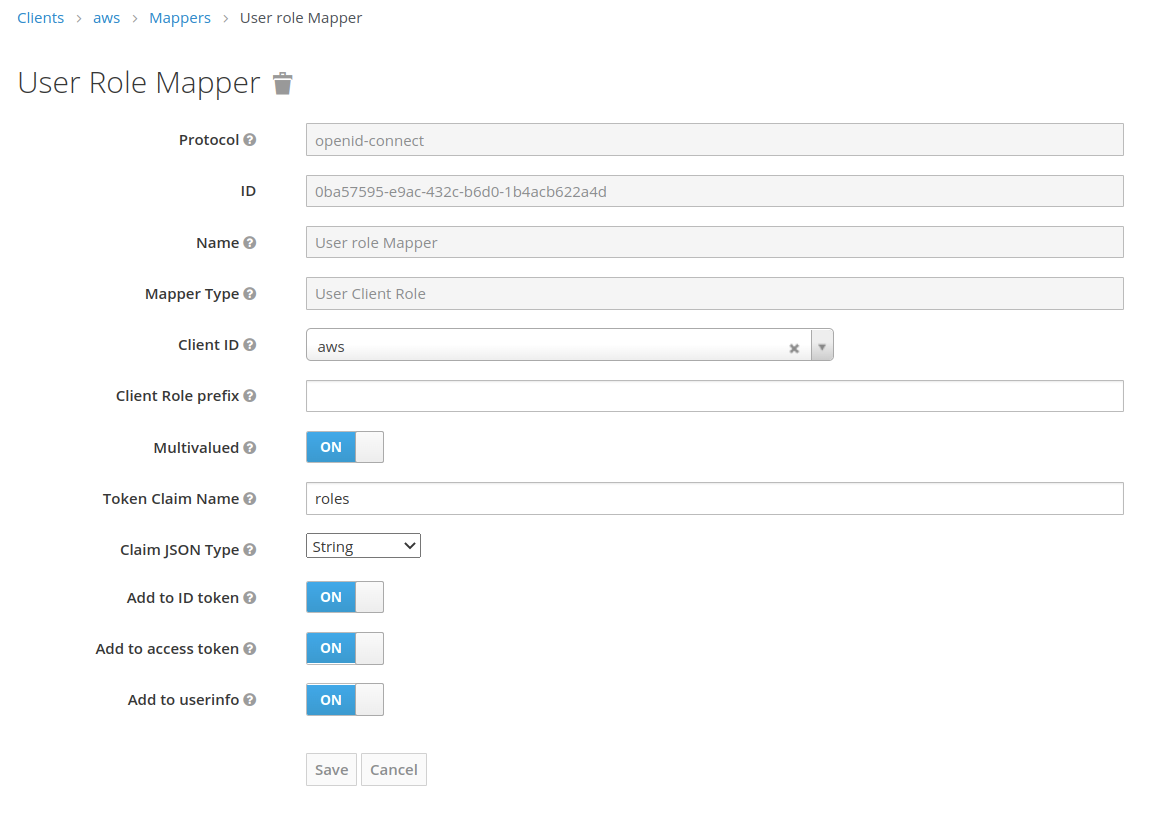 Clients > aws > Mappers > User role Mapper
User Role Mapper
Protocol openid-connect
ID 0ba57595-e9ac-432c-b6d0-1b4acb622a4d
Name User role Mapper
Mapper Type User Client Role
Client ID aws
Client Role prefix
Multivalued ON
Token Claim Name roles
Claim JSON Type String
Add to ID token ON
Add to access token ON
Add to userinfo ON
Save Cancel